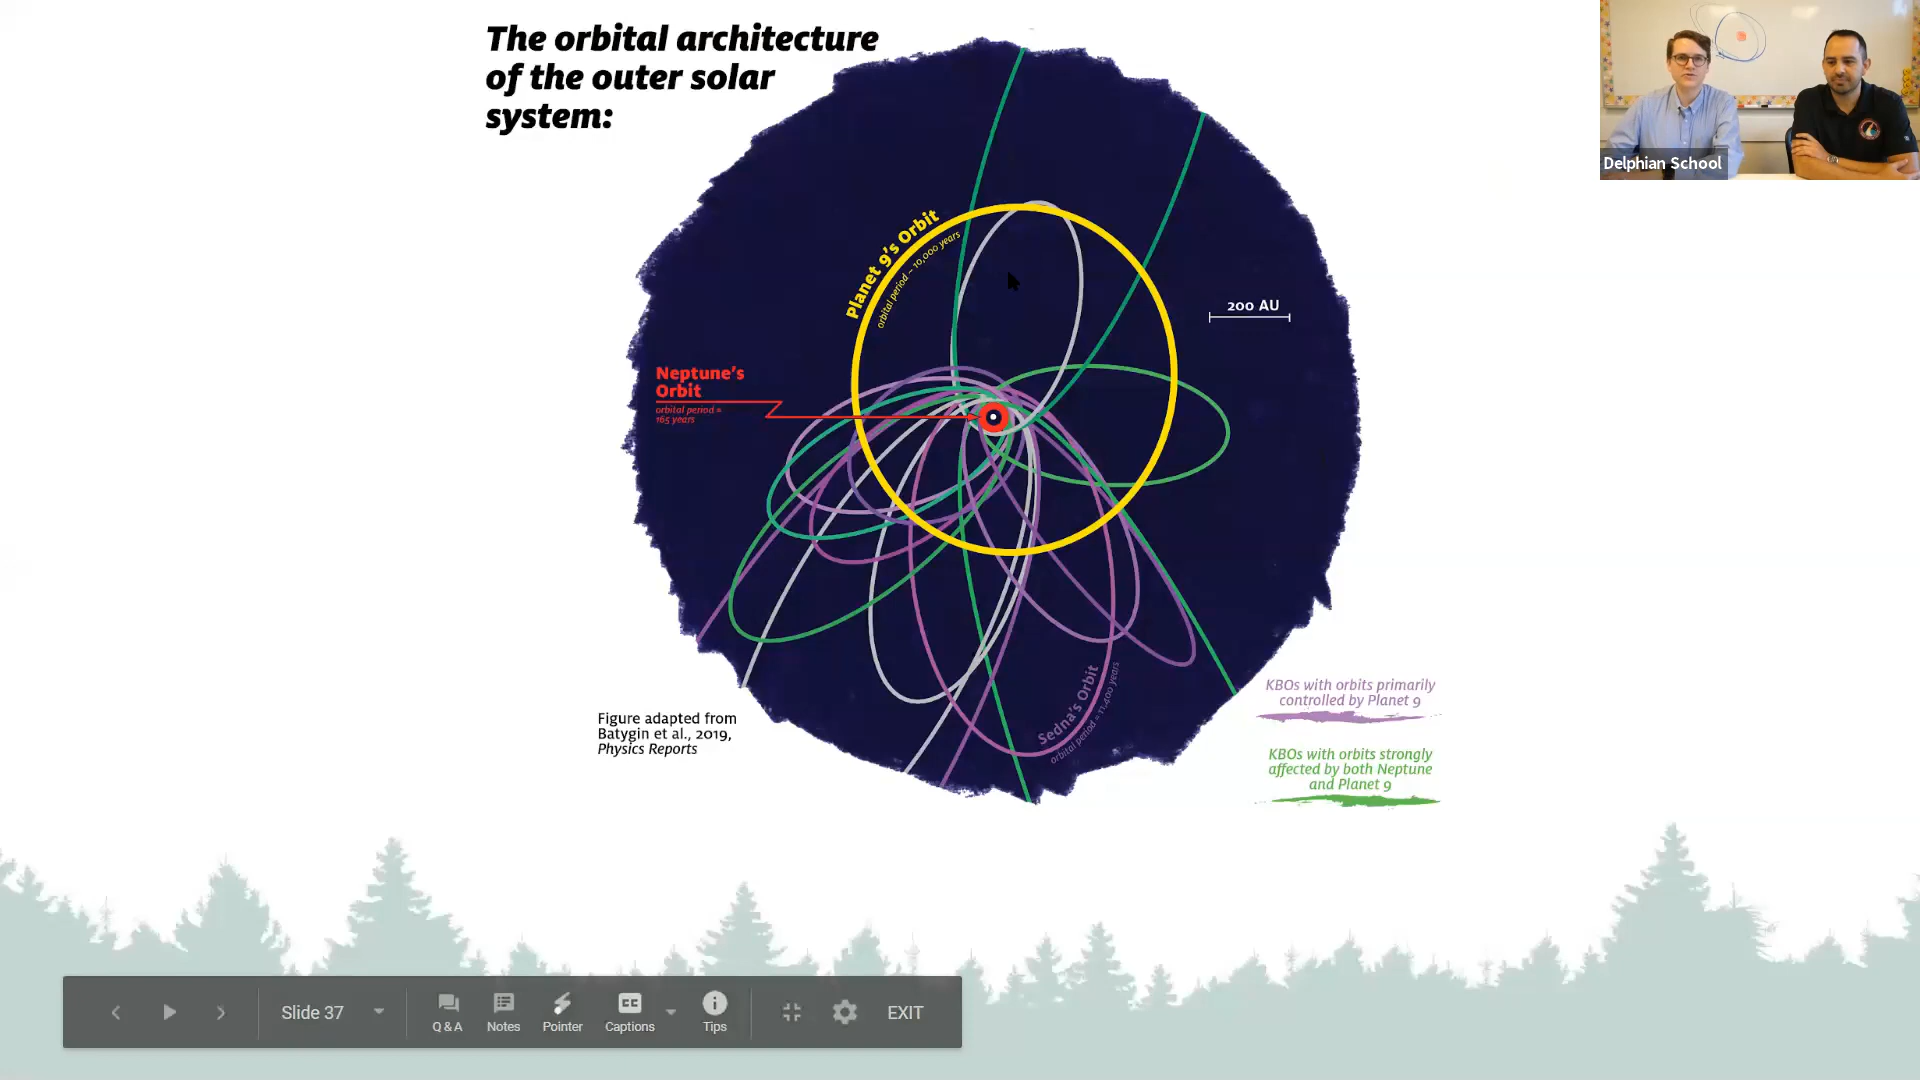 The orbital architecture
of the outer solar
system:
Delphian School
Planet 9's Orbit
orbital period ~ 10,000 years
200 AU
Neptune's
Orbit
orbital period =
165 years
Sedna's Orbit
orbital period = 11,400 years
KBOs with orbits primarily
controlled by Planet 9
Figure adapted from
Batygin et al., 2019,
Physics Reports
KBOs with orbits strongly
affected by both Neptune
and Planet 9
Slide 37
Q & A
Notes
Pointer
CC
Captions
Tips
EXIT